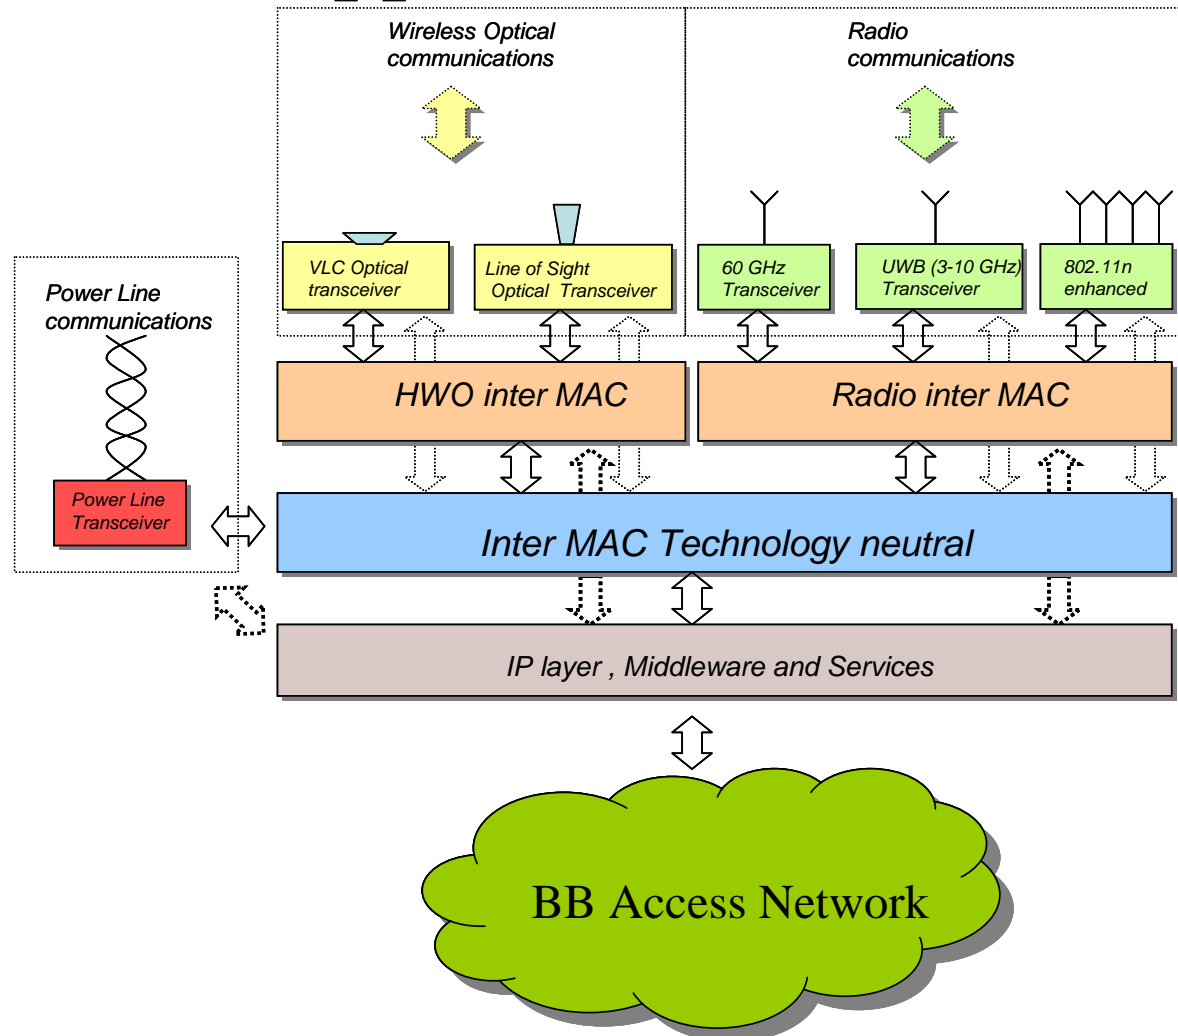 Wireless Optical
communications
Radio
communications
VLC Optical
transceiver
Line of Sight
Optical Transceiver
60 GHz
Transceiver
UWB (3-10 GHz)
Transceiver
802.11n
enhanced
Power Line
communications
HWO inter MAC
Radio inter MAC
Power Line
Transceiver
Inter MAC Technology neutral
IP layer , Middleware and Services
BB Access Network